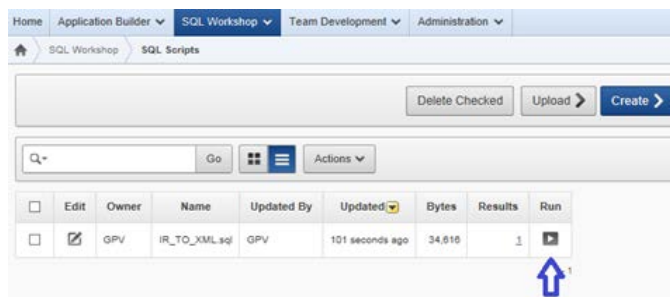 Home Application Builder SQL Workshop Team Development Administration
SQL Workshop SQL Scripts
Delete Checked Upload Create
Go Actions
Edit Owner Name Updated By Updated Bytes Results Run
GPV IR_TO_XML.sql GPV 101 seconds ago 34,616 1
1